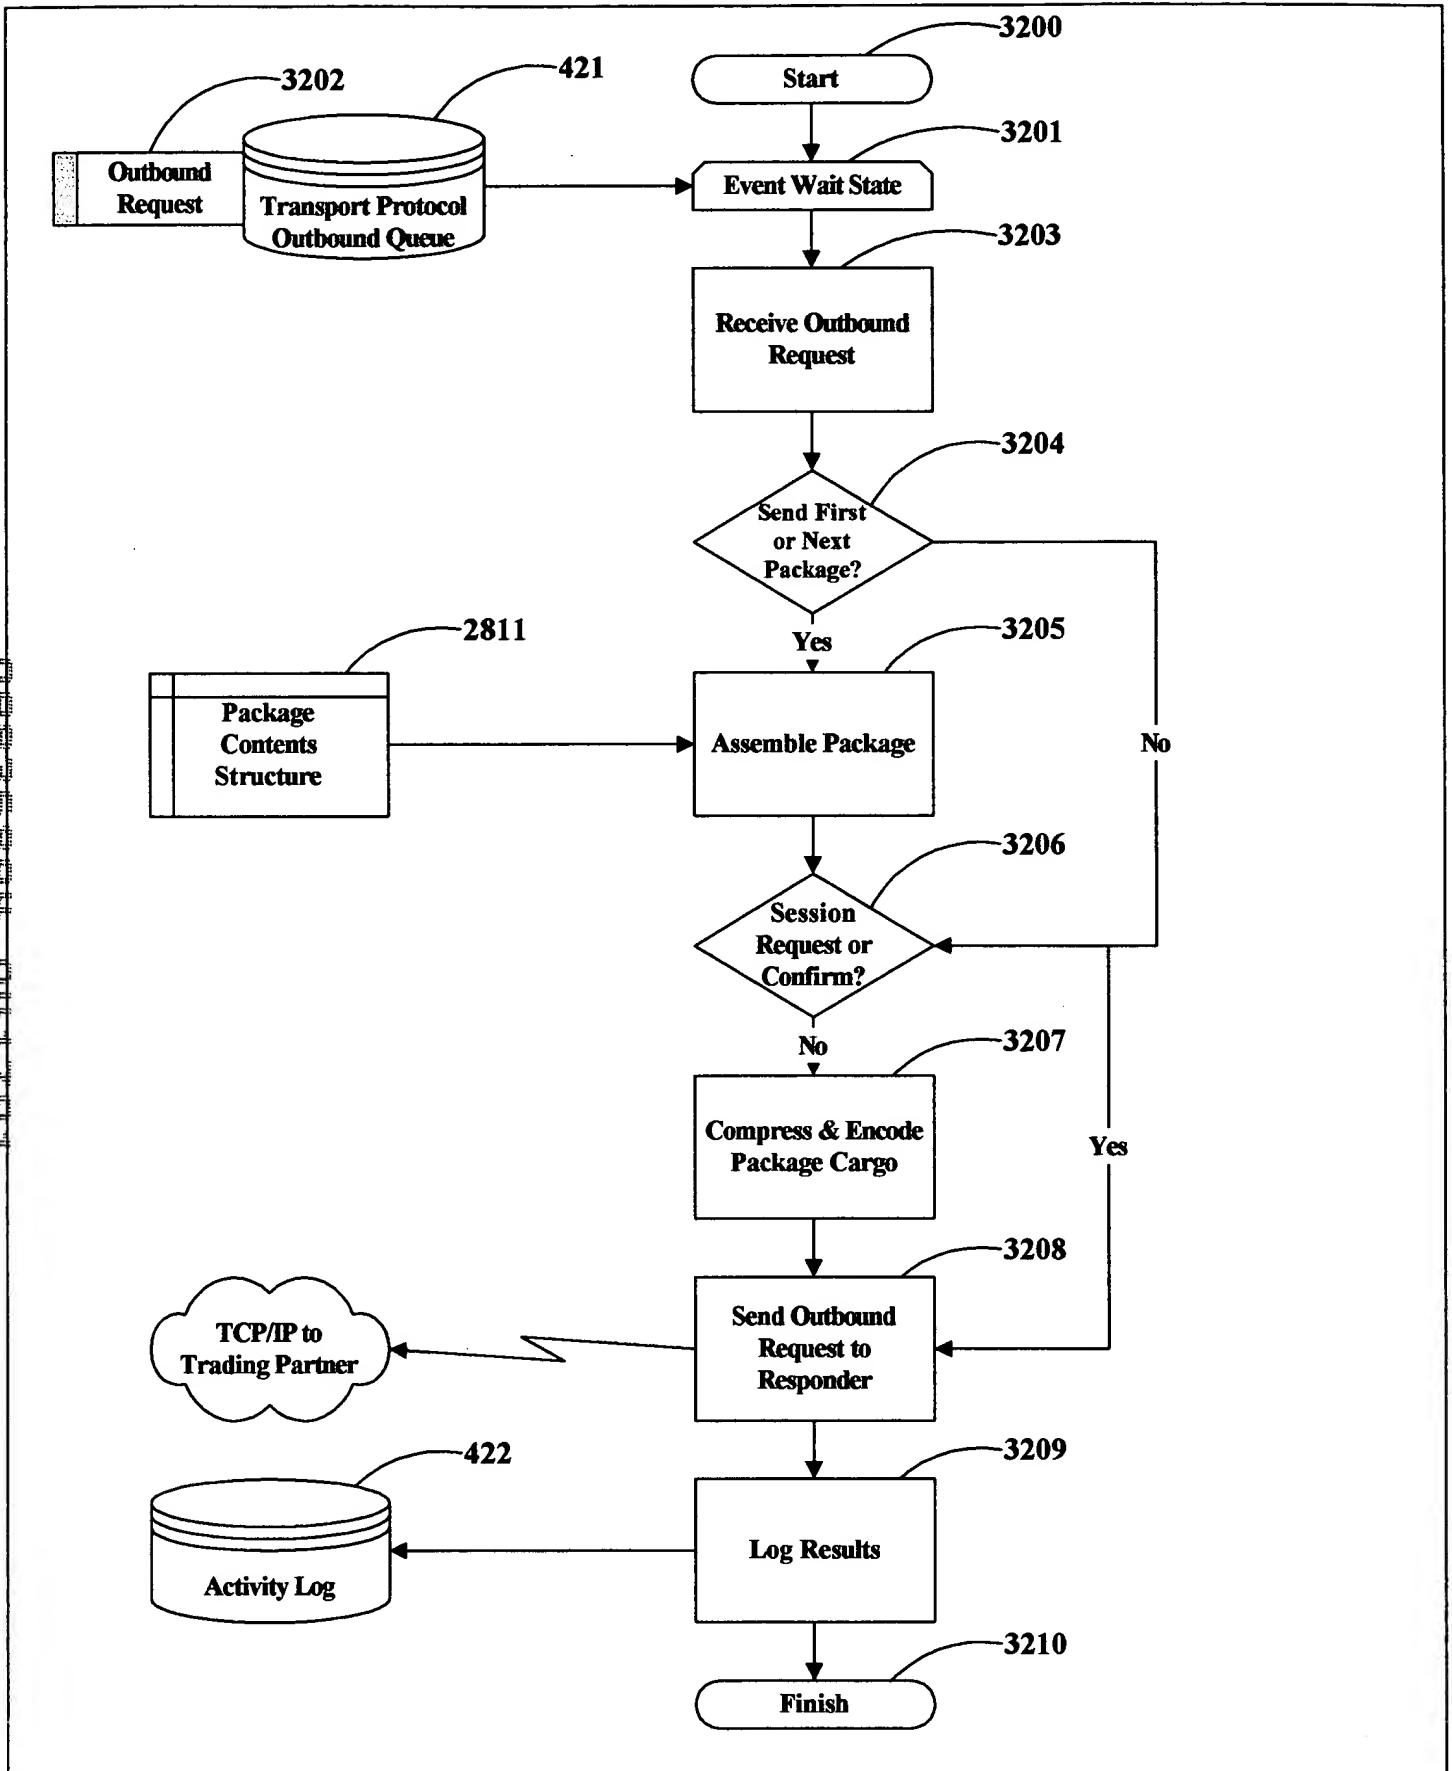 3200
Start
3202
421
3201
Outbound
Request
Transport Protocol
Outbound Queue
Event Wait State
3203
Receive Outbound
Request
3204
Send First
or Next
Package?
2811
Yes
3205
Package
Contents
Structure
Assemble Package
No
3206
Session
Request or
Confirm?
No
3207
Compress & Encode
Package Cargo
Yes
3208
TCP/IP to
Trading Partner
Send Outbound
Request to
Responder
422
3209
Activity Log
Log Results
3210
Finish